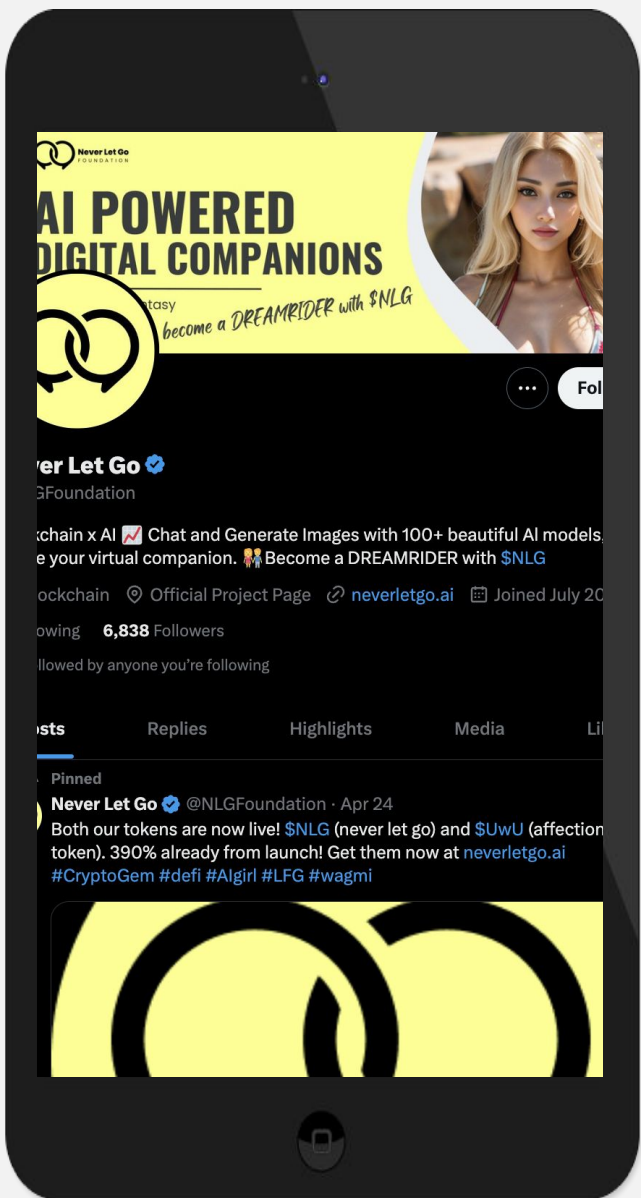 Never Let Go
FOUNDATION
AI POWERED
DIGITAL COMPANIONS
ntasy
become a DREAMRIDER with $NLG
Fol
ver Let Go
GFoundation
kchain x AI 📈 Chat and Generate Images with 100+ beautiful AI models,
e your virtual companion. 👫Become a DREAMRIDER with $NLG
ockchain Official Project Page neverletgo.ai Joined July 20
owing 6,838 Followers
llowed by anyone you're following
osts Replies Highlights Media Li
Pinned
Never Let Go @NLGFoundation · Apr 24
Both our tokens are now live! $NLG (never let go) and $UwU (affection
token). 390% already from launch! Get them now at neverletgo.ai
#CryptoGem #defi #AIgirl #LFG #wagmi